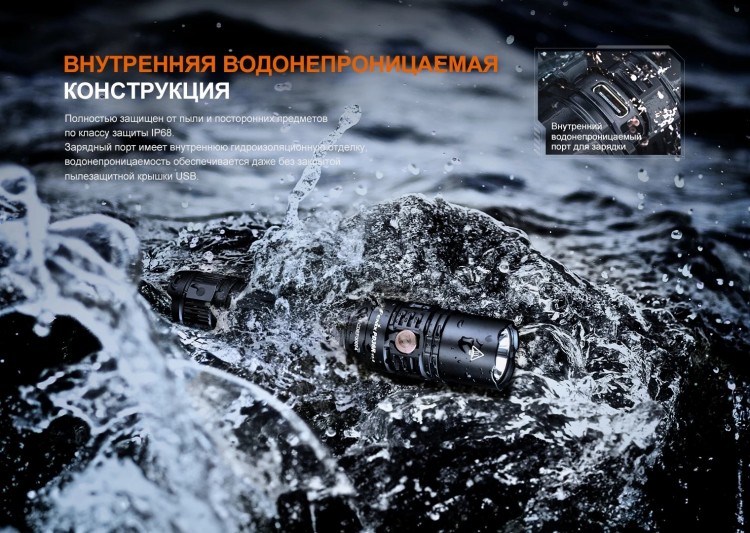 ВНУТРЕННЯЯ ВОДОНЕПРОНИЦАЕМАЯ
КОНСТРУКЦИЯ
Полностью защищен от пыли и посторонних предметов
по классу защиты IP68.
Зарядный порт имеет внутреннюю гидроизоляционную отделку,
водонепроницаемость обеспечивается даже без закрытой
пылезащитной крышки USB.
Внутренний
водонепроницаемый
порт для зарядки